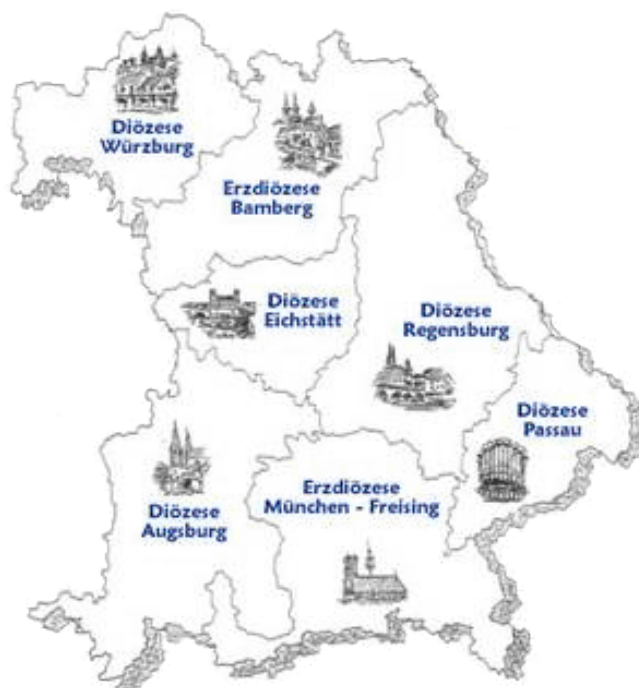 Diözese
Würzburg
Erzdiözese
Bamberg
Diözese
Eichstätt
Diözese
Regensburg
Diözese
Passau
Diözese
Augsburg
Erzdiözese
München - Freising